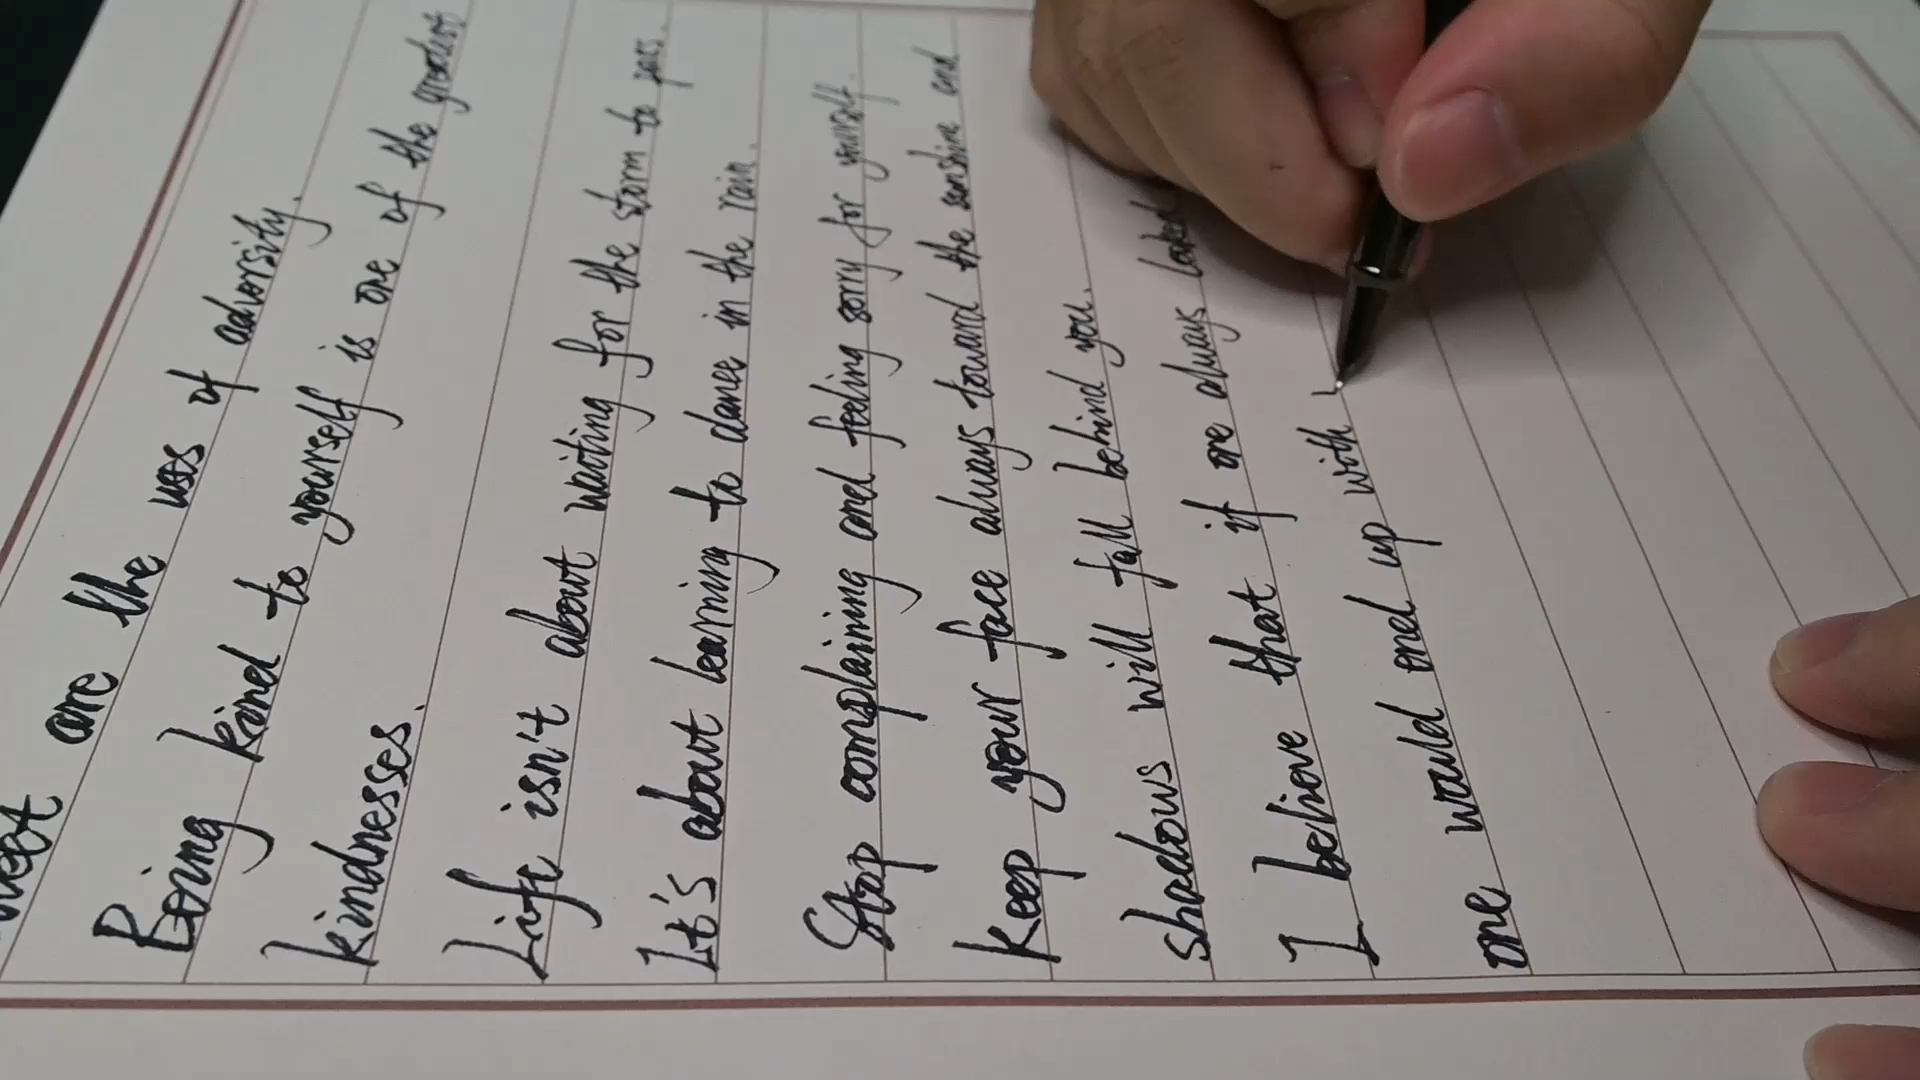 are the uses of adversity.
Being kind to yourself is one of the greatest
kindnesses.
Life isn't about waiting for the storm to pass.
It's about learning to dance in the rain.
Stop complaining and feeling sorry for yourself.
Keep your face always toward the sunshine and
shadows will fall behind you.
I believe that if one always looked
one would end up with